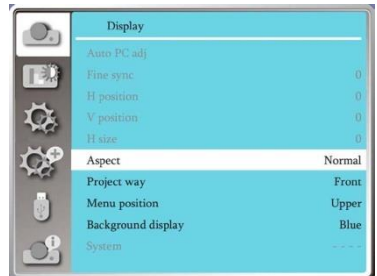 Display
Auto PC adj
Fine sync 0
H position 0
V position 0
H size 0
Aspect Normal
Project way Front
Menu position Upper
Background display Blue
System - - - -